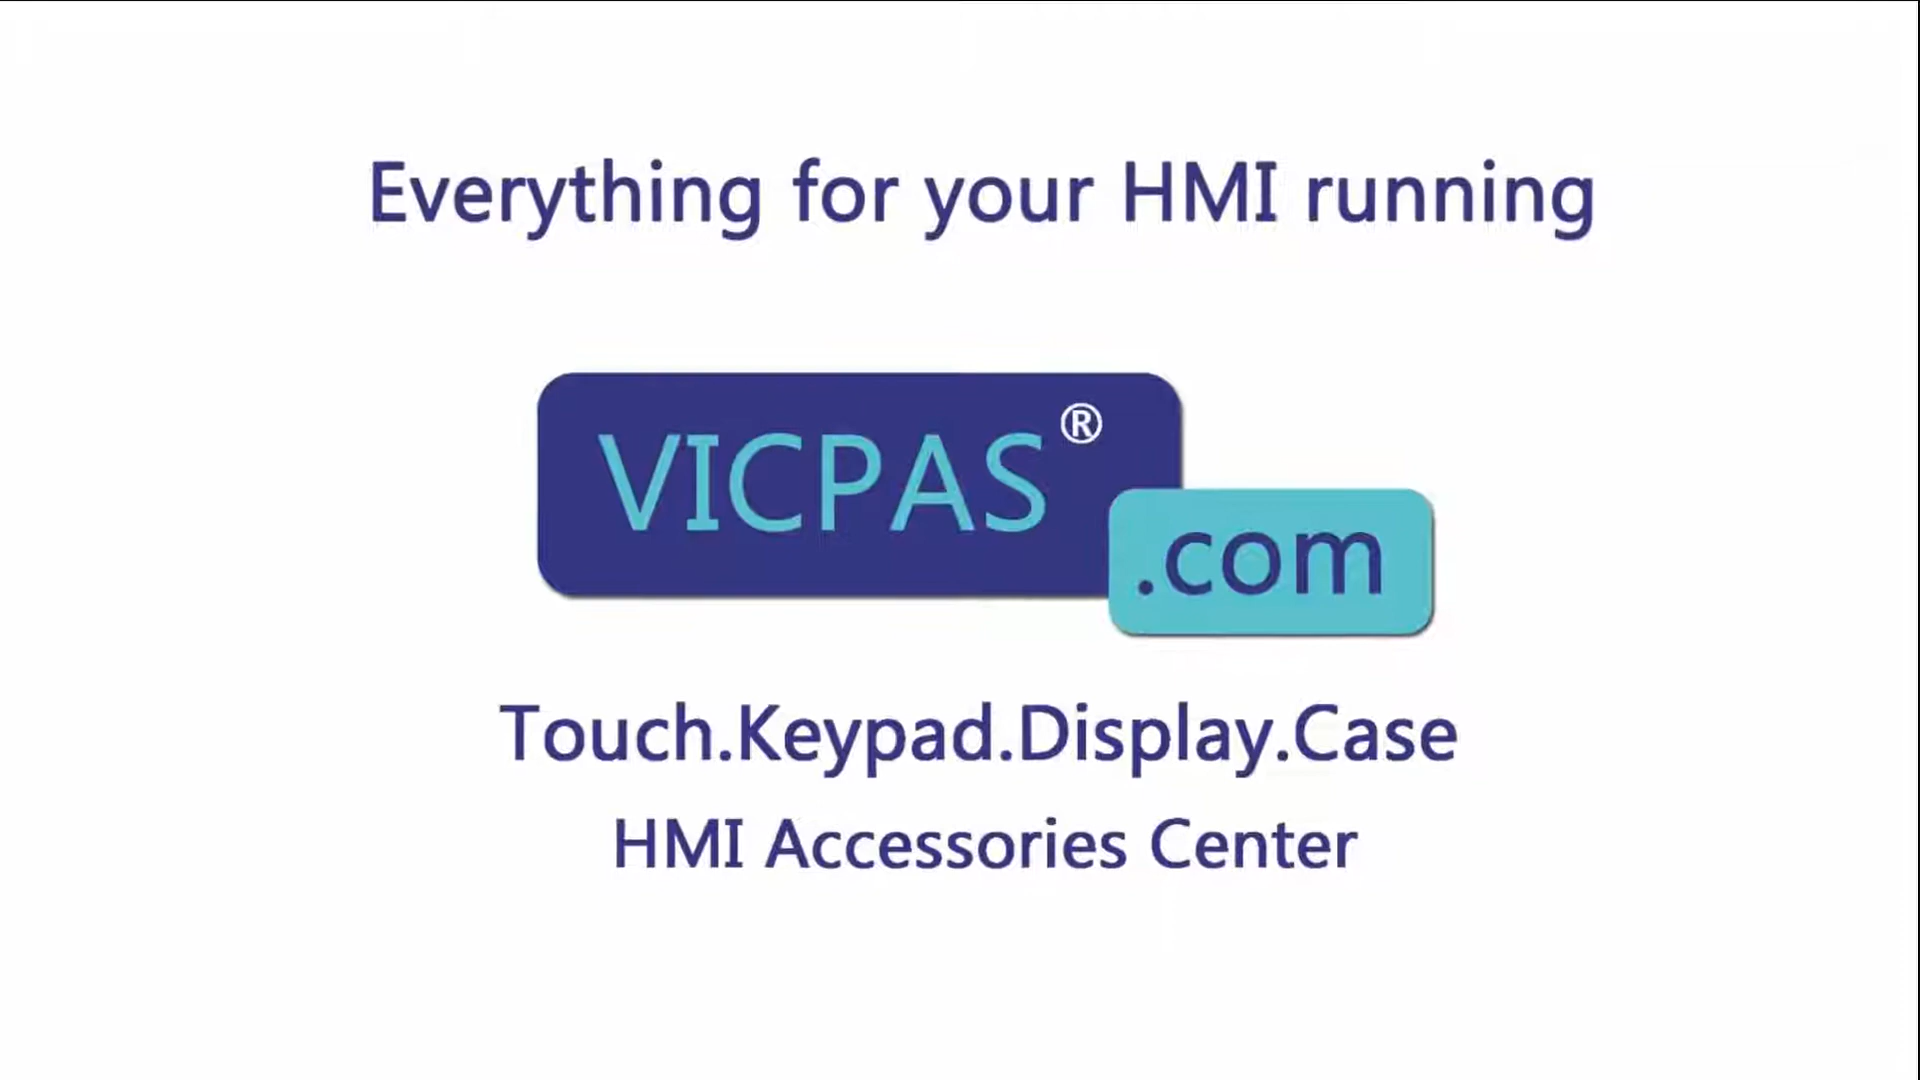 Everything for your HMI running
VICPAS®
.com
Touch.Keypad.Display.Case
HMI Accessories Center